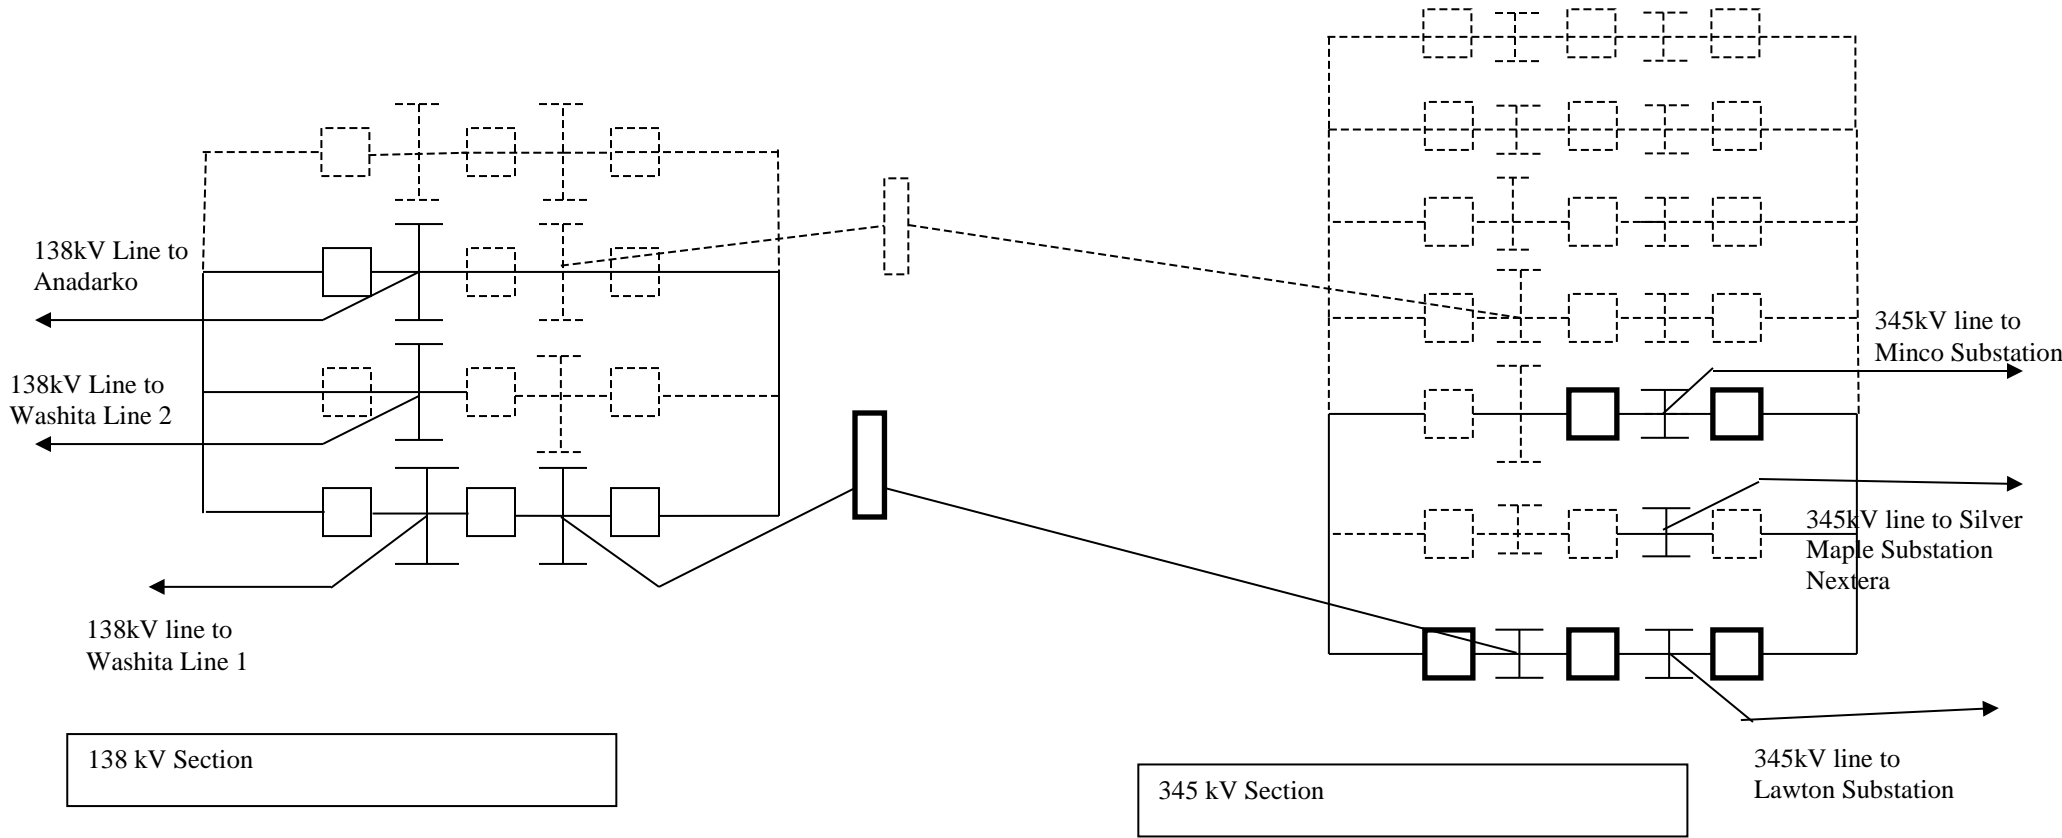 138kV Line to
Anadarko
138kV Line to
Washita Line 2
138kV line to
Washita Line 1
138 kV Section
345kV line to
Minco Substation
345kV line to Silver
Maple Substation
Nextera
345kV line to
Lawton Substation
345 kV Section